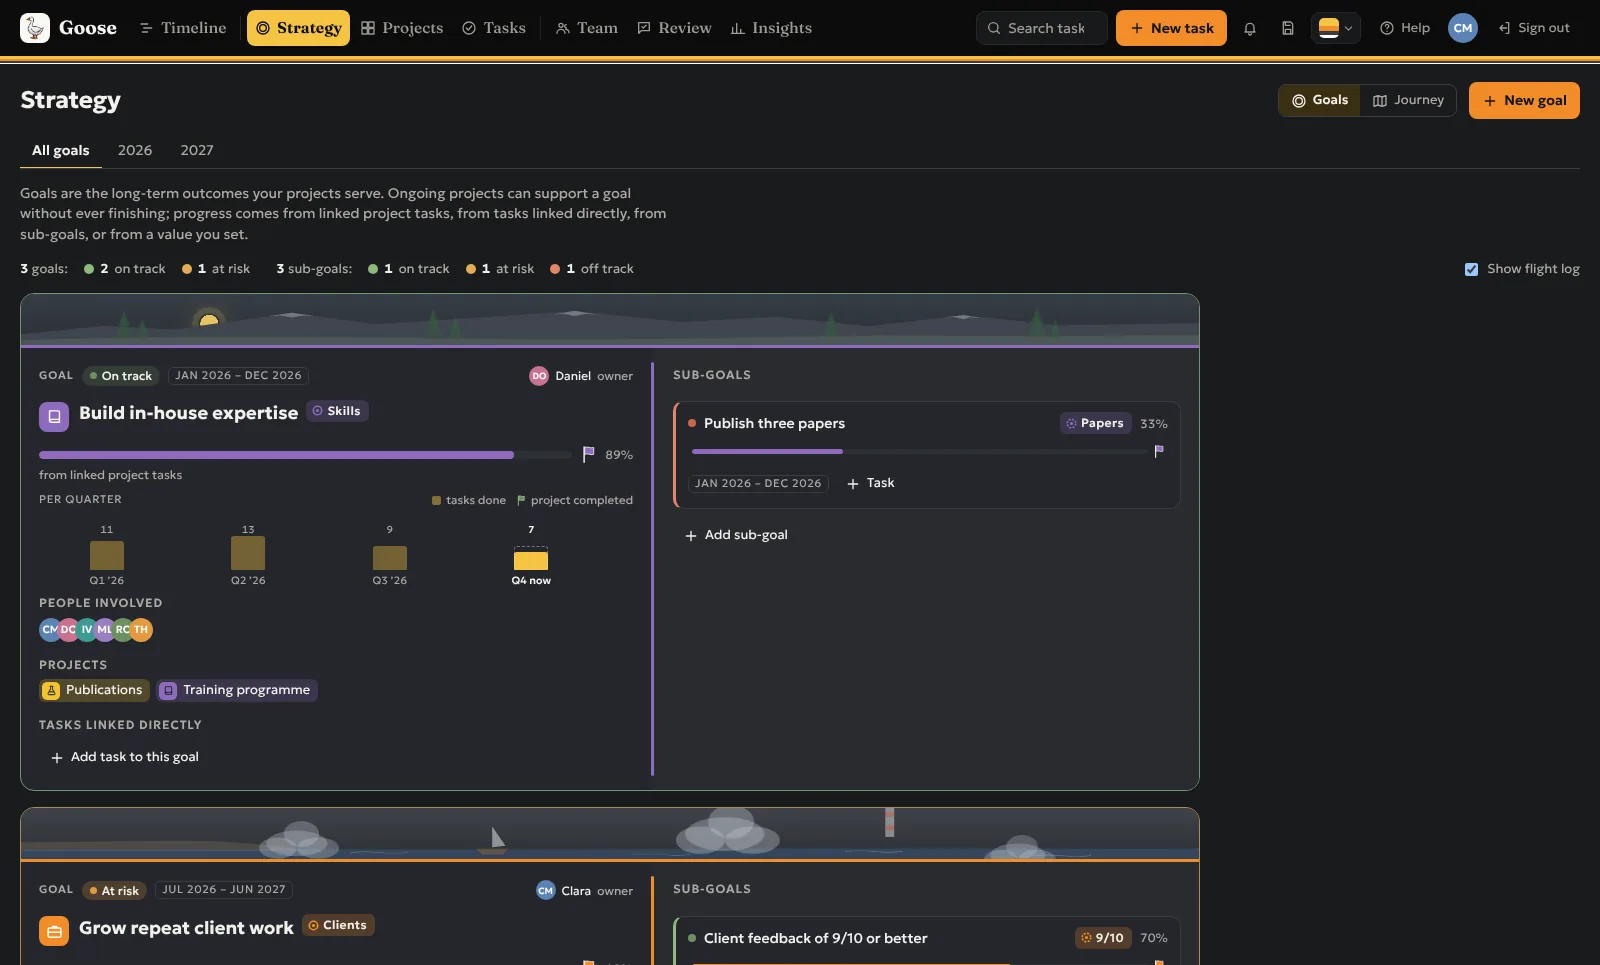 Goose Timeline Strategy Projects Tasks Team Review Insights Search task + New task Help CM Sign out
Strategy
Goals Journey + New goal
All goals 2026 2027
Goals are the long-term outcomes your projects serve. Ongoing projects can support a goal
without ever finishing; progress comes from linked project tasks, from tasks linked directly, from
sub-goals, or from a value you set.
3 goals: 2 on track 1 at risk 3 sub-goals: 1 on track 1 at risk 1 off track
Show flight log
GOAL On track JAN 2026 – DEC 2026 DO Daniel owner
Build in-house expertise Skills
89%
from linked project tasks
PER QUARTER tasks done project completed
11 13 9 7
Q1 '26 Q2 '26 Q3 '26 Q4 now
PEOPLE INVOLVED
CM DO IV ML RC TH
PROJECTS
Publications Training programme
TASKS LINKED DIRECTLY
+ Add task to this goal
SUB-GOALS
Publish three papers Papers 33%
JAN 2026 – DEC 2026 + Task
+ Add sub-goal
GOAL At risk JUL 2026 – JUN 2027 CM Clara owner
Grow repeat client work Clients
SUB-GOALS
Client feedback of 9/10 or better 9/10 70%